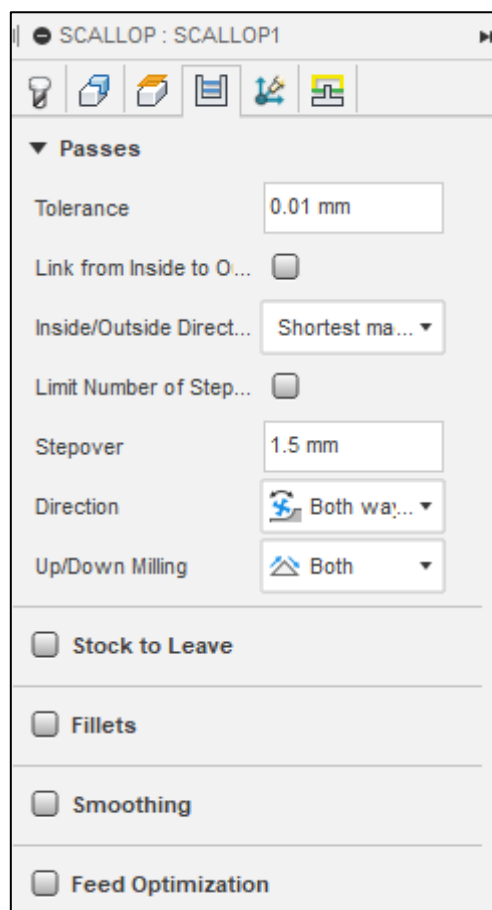 SCALLOP : SCALLOP1
Passes
Tolerance 0.01 mm
Link from Inside to O...
Inside/Outside Direct... Shortest ma...
Limit Number of Step...
Stepover 1.5 mm
Direction Both way...
Up/Down Milling Both
Stock to Leave
Fillets
Smoothing
Feed Optimization